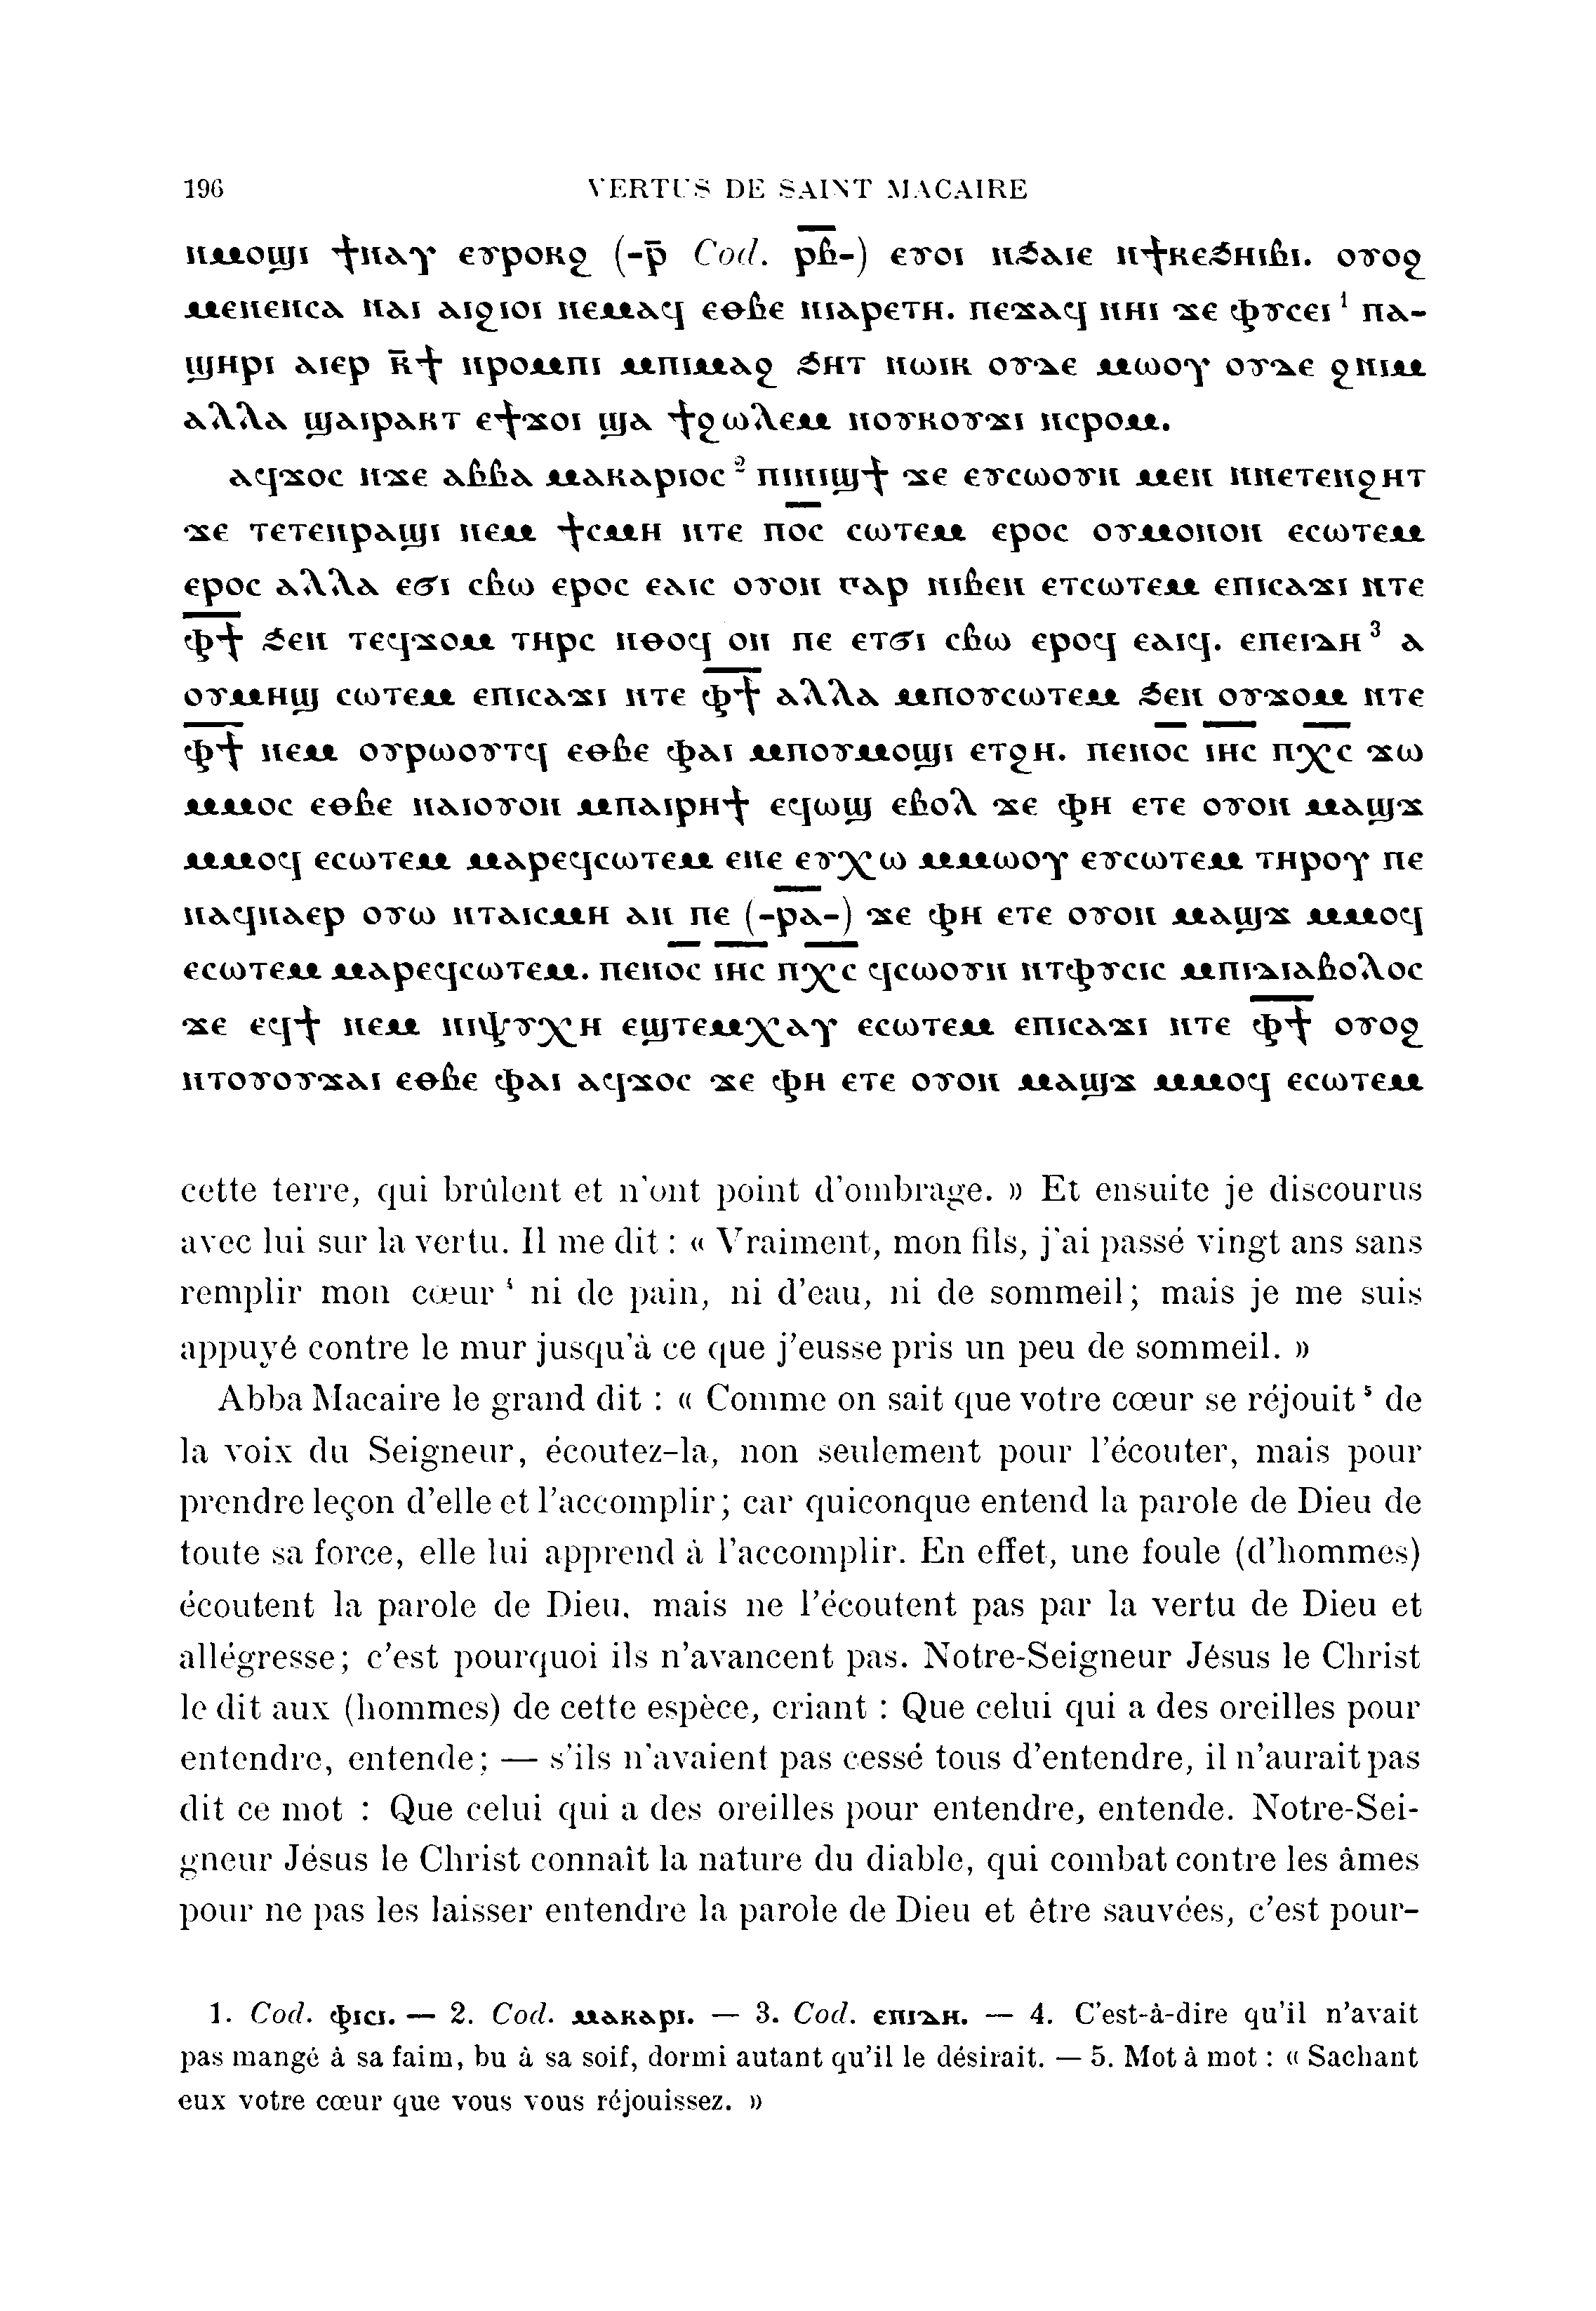 196 VERTUS DE SAINT MACAIRE
ⲛⲙⲟϣⲓ ϯⲛⲁⲩ ⲉⲩⲣⲟⲕϩ (-ⲣ̄ Cod. ⲣ̅ⲃ̅-) ⲉⲩⲟⲓ ⲛϧⲁⲓⲉ ⲛϯⲕⲉϧⲏⲓⲃⲓ. ⲟⲩⲟϩ
ⲙⲉⲛⲉⲛⲥⲁ ⲛⲁⲓ ⲁⲓϩⲓⲟⲓ ⲛⲉⲙⲁϥ ⲉⲑⲃⲉ ⲛⲓⲁⲣⲉⲧⲏ. ⲡⲉϫⲁϥ ⲛⲏⲓ ϫⲉ ⲫⲩⲥⲉⲓ ¹ ⲡⲁ-
ϣⲏⲣⲓ ⲁⲓⲉⲣ ⲕ̄ϯ ⲛⲣⲟⲙⲡⲓ ⲙⲡⲓⲙⲁϩ ϧⲏⲧ ⲛⲱⲓⲕ ⲟⲩⲇⲉ ⲙⲱⲟⲩ ⲟⲩⲇⲉ ϩⲛⲓⲙ
ⲁⲗⲗⲁ ϣⲁⲓⲣⲁⲕⲧ ⲉϯϫⲟⲓ ϣⲁ ϯϩⲱⲗⲉⲙ ⲛⲟⲩⲕⲟⲩϫⲓ ⲛⲥⲣⲟⲙ.
ⲁϥϫⲟⲥ ⲛϫⲉ ⲁⲃⲃⲁ ⲙⲁⲕⲁⲣⲓⲟⲥ ² ⲡⲓⲛⲓϣϯ ϫⲉ ⲉⲩⲥⲱⲟⲩⲛ ⲙⲉⲛ ⲛⲡⲉⲧⲉⲛϩⲏⲧ
ϫⲉ ⲧⲉⲧⲉⲛⲣⲁϣⲓ ⲛⲉⲙ ϯⲥⲙⲏ ⲛⲧⲉ ⲡⲟ̅ⲥ̅ ⲥⲱⲧⲉⲙ ⲉⲣⲟⲥ ⲟⲩⲙⲟⲛⲟⲛ ⲉⲥⲱⲧⲉⲙ
ⲉⲣⲟⲥ ⲁⲗⲗⲁ ⲉϭⲓ ⲥⲃⲱ ⲉⲣⲟⲥ ⲉⲁⲓⲥ ⲟⲩⲟⲛ ⲅⲁⲣ ⲛⲓⲃⲉⲛ ⲉⲧⲥⲱⲧⲉⲙ ⲉⲡⲓⲥⲁϫⲓ ⲛⲧⲉ
ⲫ̅ϯ̅ ϧⲉⲛ ⲧⲉϥϫⲟⲙ ⲧⲏⲣⲥ ⲛⲑⲟϥ ⲟⲛ ⲡⲉ ⲉⲧϭⲓ ⲥⲃⲱ ⲉⲣⲟϥ ⲉⲁⲓϥ. ⲉⲡⲉⲓⲇⲏ ³ ⲁ
ⲟⲩⲙⲏϣ ⲥⲱⲧⲉⲙ ⲉⲡⲓⲥⲁϫⲓ ⲛⲧⲉ ⲫ̅ϯ̅ ⲁⲗⲗⲁ ⲙⲡⲟⲩⲥⲱⲧⲉⲙ ϧⲉⲛ ⲟⲩϫⲟⲙ ⲛⲧⲉ
ⲫ̅ϯ̅ ⲛⲉⲙ ⲟⲩⲣⲱⲟⲩⲧϥ ⲉⲑⲃⲉ ⲫⲁⲓ ⲙⲡⲟⲩⲙⲟϣⲓ ⲉⲧϩⲏ. ⲡⲉⲛⲟ̅ⲥ̅ ⲓ̅ⲏ̅ⲥ̅ ⲡ̅ⲭ̅ⲥ̅ ϫⲱ
ⲙⲙⲟⲥ ⲉⲑⲃⲉ ⲛⲁⲓⲟⲩⲟⲛ ⲙⲡⲁⲓⲣⲏϯ ⲉϥⲱϣ ⲉⲃⲟⲗ ϫⲉ ⲫⲏ ⲉⲧⲉ ⲟⲩⲟⲛ ⲙⲁϣϫ
ⲙⲙⲟϥ ⲉⲥⲱⲧⲉⲙ ⲙⲁⲣⲉϥⲥⲱⲧⲉⲙ ⲉⲛⲉ ⲉⲩⲭⲱ ⲙⲙⲱⲟⲩ ⲉⲩⲥⲱⲧⲉⲙ ⲧⲏⲣⲟⲩ ⲡⲉ
ⲛⲁϥⲛⲁⲉⲣ ⲟⲩⲱ ⲛⲧⲁⲓⲥⲙⲏ ⲁⲛ ⲡⲉ (-ⲣ̅ⲁ̅-) ϫⲉ ⲫⲏ ⲉⲧⲉ ⲟⲩⲟⲛ ⲙⲁϣϫ ⲙⲙⲟϥ
ⲉⲥⲱⲧⲉⲙ ⲙⲁⲣⲉϥⲥⲱⲧⲉⲙ. ⲡⲉⲛⲟ̅ⲥ̅ ⲓ̅ⲏ̅ⲥ̅ ⲡ̅ⲭ̅ⲥ̅ ϥⲥⲱⲟⲩⲛ ⲛⲧⲫⲩⲥⲓⲥ ⲙⲡⲓⲇⲓⲁⲃⲟⲗⲟⲥ
ϫⲉ ⲉϥϯ ⲛⲉⲙ ⲛⲓⲯⲩⲭⲏ ⲉϣⲧⲉⲙⲭⲁⲩ ⲉⲥⲱⲧⲉⲙ ⲉⲡⲓⲥⲁϫⲓ ⲛⲧⲉ ⲫ̅ϯ̅ ⲟⲩⲟϩ
ⲛⲧⲟⲩⲟⲩϫⲁⲓ ⲉⲑⲃⲉ ⲫⲁⲓ ⲁϥϫⲟⲥ ϫⲉ ⲫⲏ ⲉⲧⲉ ⲟⲩⲟⲛ ⲙⲁϣϫ ⲙⲙⲟϥ ⲉⲥⲱⲧⲉⲙ
cette terre, qui brûlent et n'ont point d'ombrage. » Et ensuite je discourus
avec lui sur la vertu. Il me dit : « Vraiment, mon fils, j'ai passé vingt ans sans
remplir mon cœur ⁴ ni de pain, ni d'eau, ni de sommeil; mais je me suis
appuyé contre le mur jusqu'à ce que j'eusse pris un peu de sommeil. »
Abba Macaire le grand dit : « Comme on sait que votre cœur se réjouit ⁵ de
la voix du Seigneur, écoutez-la, non seulement pour l'écouter, mais pour
prendre leçon d'elle et l'accomplir; car quiconque entend la parole de Dieu de
toute sa force, elle lui apprend à l'accomplir. En effet, une foule (d'hommes)
écoutent la parole de Dieu, mais ne l'écoutent pas par la vertu de Dieu et
allégresse; c'est pourquoi ils n'avancent pas. Notre-Seigneur Jésus le Christ
le dit aux (hommes) de cette espèce, criant : Que celui qui a des oreilles pour
entendre, entende; — s'ils n'avaient pas cessé tous d'entendre, il n'aurait pas
dit ce mot : Que celui qui a des oreilles pour entendre, entende. Notre-Sei-
gneur Jésus le Christ connaît la nature du diable, qui combat contre les âmes
pour ne pas les laisser entendre la parole de Dieu et être sauvées, c'est pour-
1. Cod. ⲫⲓⲥⲓ. — 2. Cod. ⲙⲁⲕⲁⲣⲓ. — 3. Cod. ⲉⲡⲓⲇⲏ. — 4. C'est-à-dire qu'il n'avait
pas mangé à sa faim, bu à sa soif, dormi autant qu'il le désirait. — 5. Mot à mot : « Sachant
eux votre cœur que vous vous réjouissez. »